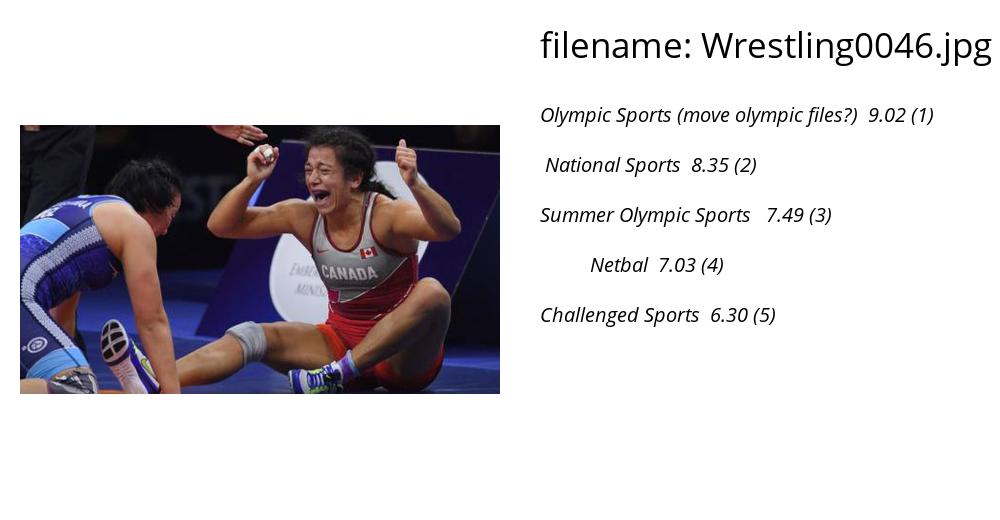 filename: Wrestling0046.jpg
Olympic Sports (move olympic files?) 9.02 (1)
National Sports 8.35 (2)
Summer Olympic Sports 7.49 (3)
Netbal 7.03 (4)
Challenged Sports 6.30 (5)
CANADA